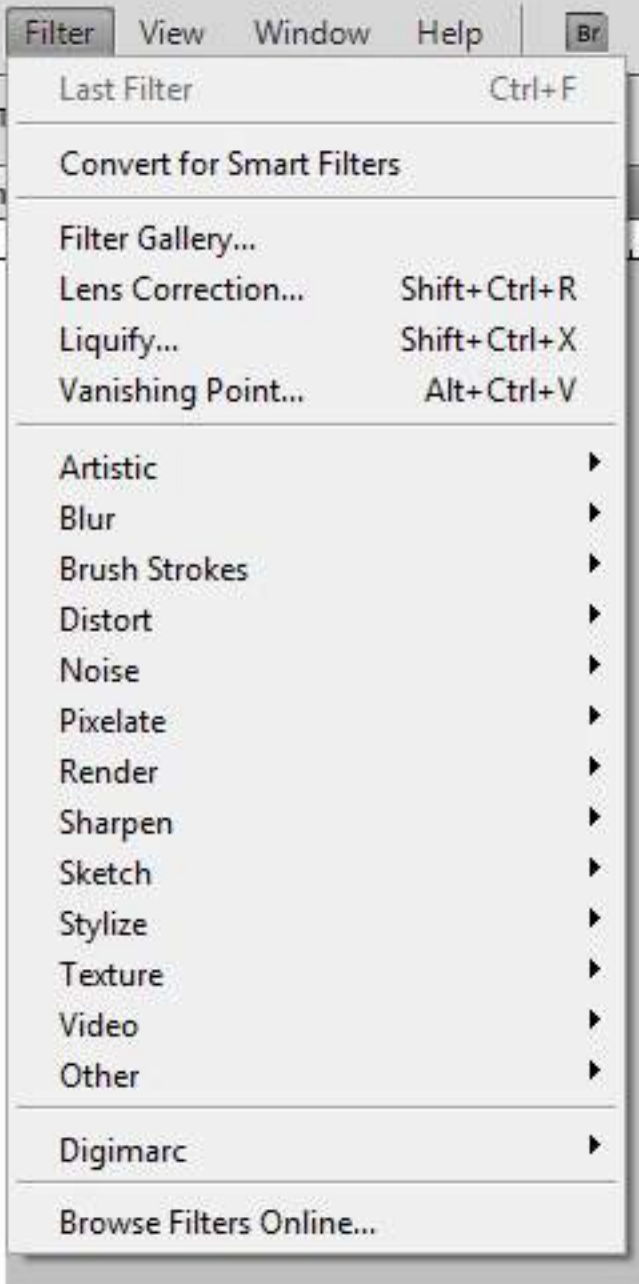 Filter View Window Help Br
Last Filter Ctrl+F
Convert for Smart Filters
Filter Gallery...
Lens Correction... Shift+Ctrl+R
Liquify... Shift+Ctrl+X
Vanishing Point... Alt+Ctrl+V
Artistic
Blur
Brush Strokes
Distort
Noise
Pixelate
Render
Sharpen
Sketch
Stylize
Texture
Video
Other
Digimarc
Browse Filters Online...